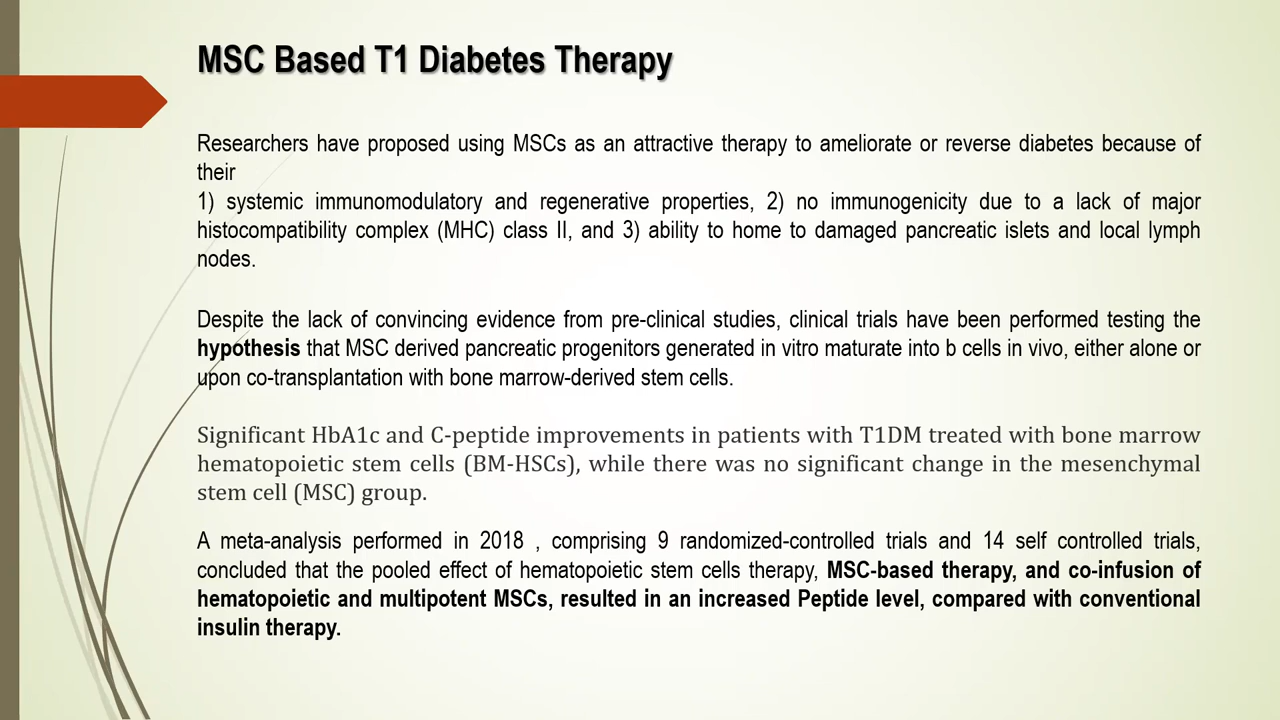 MSC Based T1 Diabetes Therapy
Researchers have proposed using MSCs as an attractive therapy to ameliorate or reverse diabetes because of
their
1) systemic immunomodulatory and regenerative properties, 2) no immunogenicity due to a lack of major
histocompatibility complex (MHC) class II, and 3) ability to home to damaged pancreatic islets and local lymph
nodes.
Despite the lack of convincing evidence from pre-clinical studies, clinical trials have been performed testing the
hypothesis that MSC derived pancreatic progenitors generated in vitro maturate into b cells in vivo, either alone or
upon co-transplantation with bone marrow-derived stem cells.
Significant HbA1c and C-peptide improvements in patients with T1DM treated with bone marrow
hematopoietic stem cells (BM-HSCs), while there was no significant change in the mesenchymal
stem cell (MSC) group.
A meta-analysis performed in 2018 , comprising 9 randomized-controlled trials and 14 self controlled trials,
concluded that the pooled effect of hematopoietic stem cells therapy, MSC-based therapy, and co-infusion of
hematopoietic and multipotent MSCs, resulted in an increased Peptide level, compared with conventional
insulin therapy.